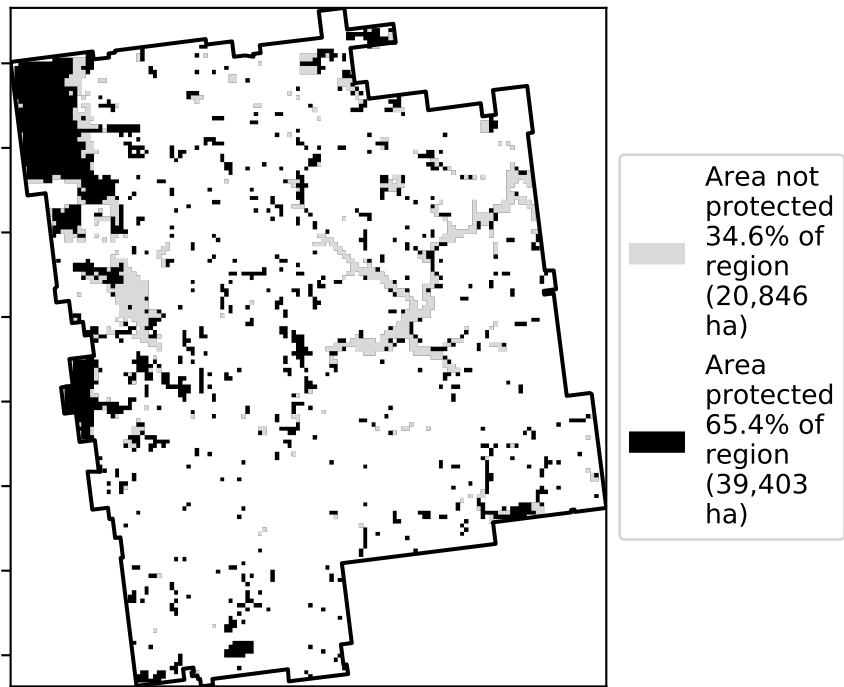 Area not
protected
34.6% of
region
(20,846
ha)
Area
protected
65.4% of
region
(39,403
ha)